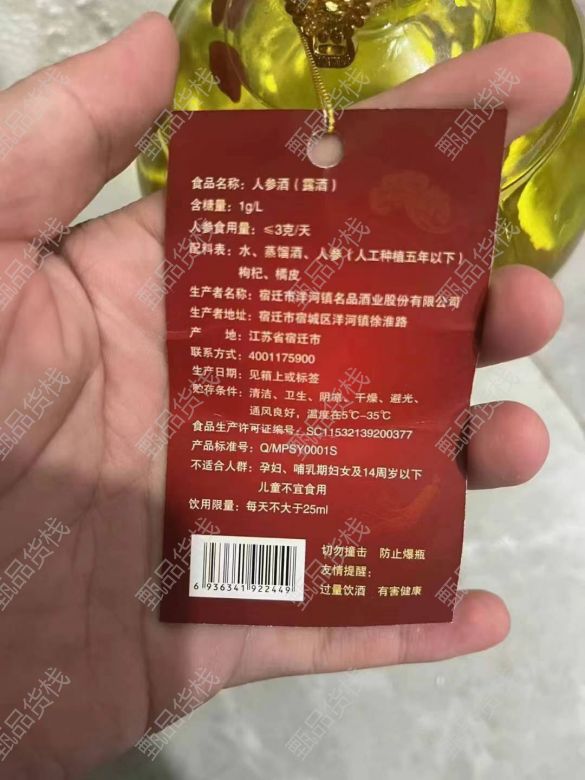 食品名称：人参酒（露酒）
含糖量：1g/L
人参食用量：≤3克/天
配料表：水、蒸馏酒、人参（人工种植五年以下）
枸杞、橘皮
生产者名称：宿迁市洋河镇名品酒业股份有限公司
生产者地址：宿迁市宿城区洋河镇徐淮路
产 地：江苏省宿迁市
联系方式：4001175900
生产日期：见箱上或标签
贮存条件：清洁、卫生、阴凉、干燥、避光、
通风良好，温度在5℃-35℃
食品生产许可证编号：SC11532139200377
产品标准号：Q/MPSY0001S
不适合人群：孕妇、哺乳期妇女及14周岁以下
儿童不宜食用
饮用限量：每天不大于25ml
切勿撞击 防止爆瓶
友情提醒：
过量饮酒 有害健康
6 936341 922449
甄品货栈